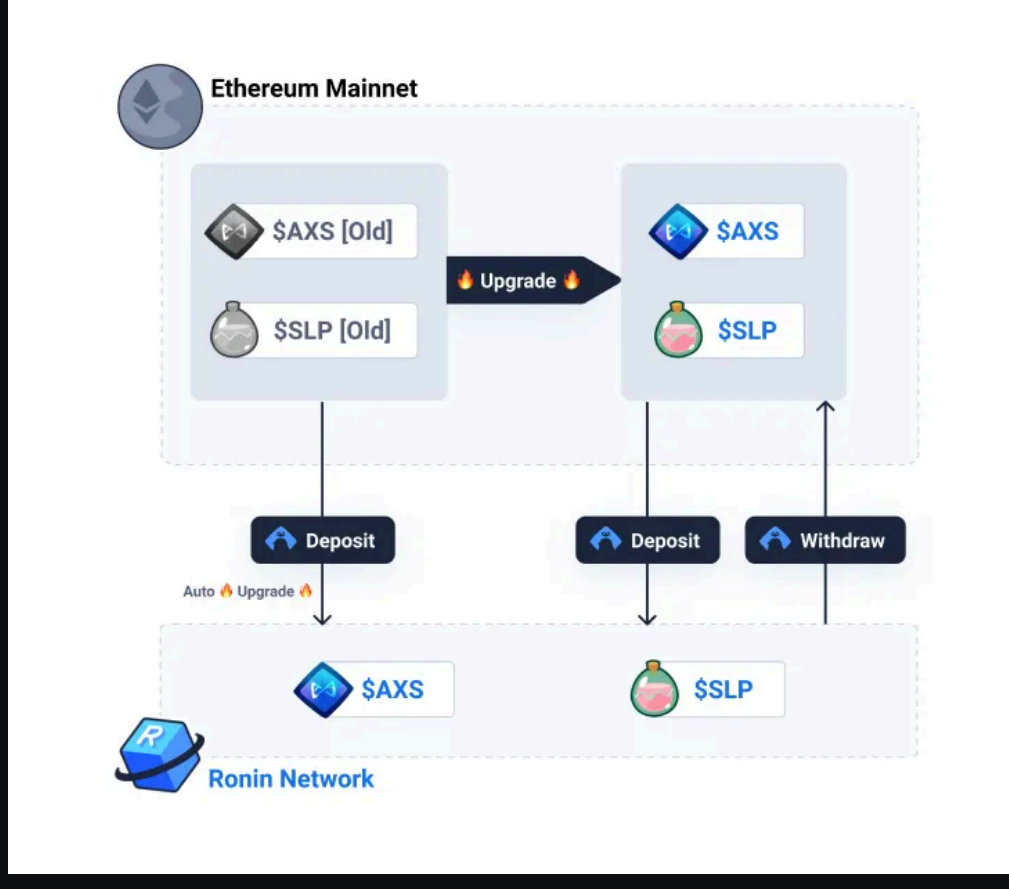 Ethereum Mainnet
$AXS [Old]
$SLP [Old]
🔥 Upgrade 🔥
$AXS
$SLP
Deposit
Deposit
Withdraw
Auto 🔥 Upgrade 🔥
$AXS
$SLP
R
Ronin Network